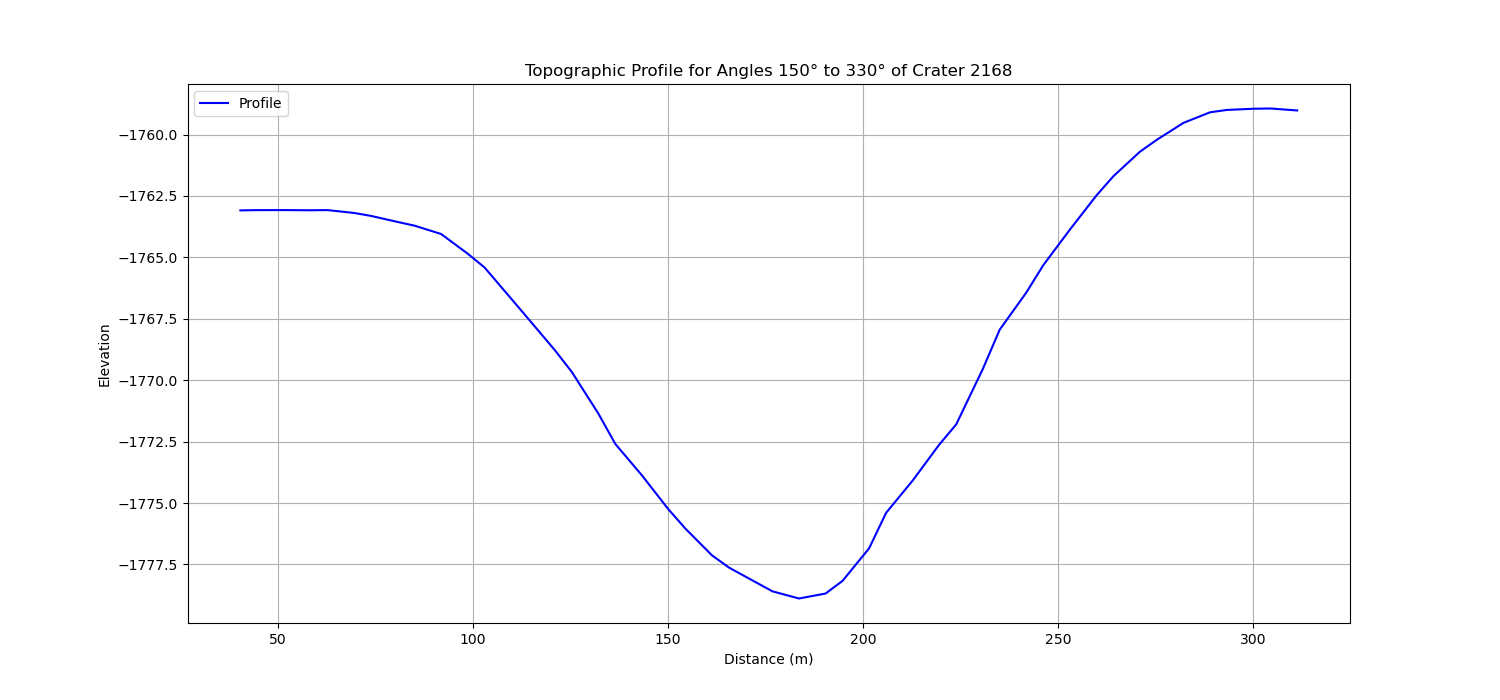 Topographic Profile for Angles 150° to 330° of Crater 2168
Profile
−1760.0
−1762.5
−1765.0
−1767.5
−1770.0
−1772.5
−1775.0
−1777.5
Elevation
50 100 150 200 250 300
Distance (m)